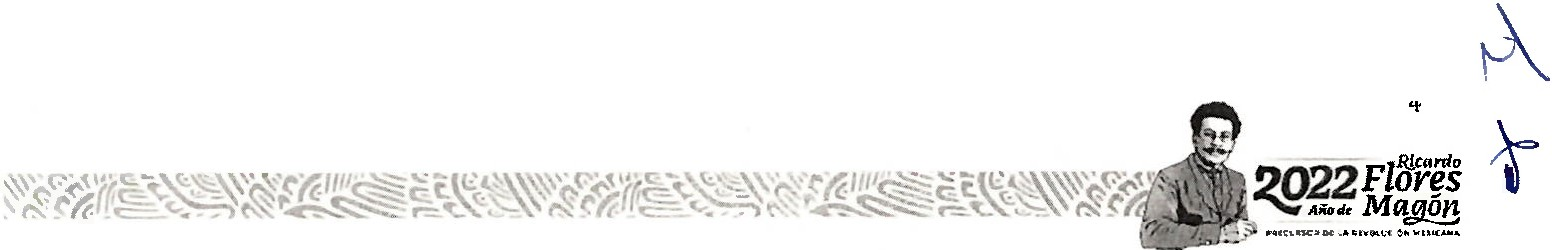 4
2022 Ricardo
Flores
Año de Magón
PRECURSOR DE LA REVOLUCIÓN MEXICANA